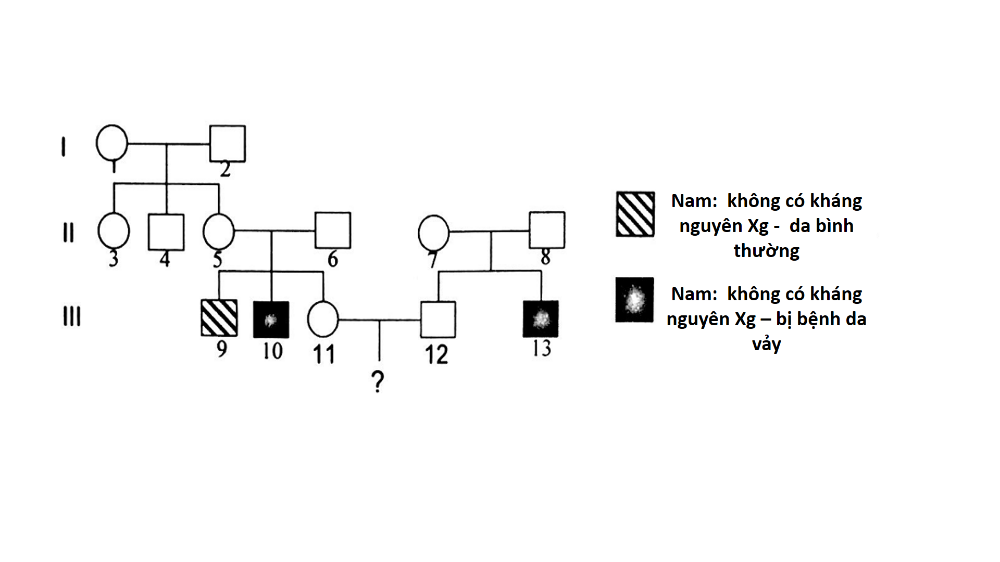 I
1
2
II
3
4
5
6
7
8
III
9
10
11
12
13
?
Nam: không có kháng
nguyên Xg - da bình
thường
Nam: không có kháng
nguyên Xg – bị bệnh da
vảy